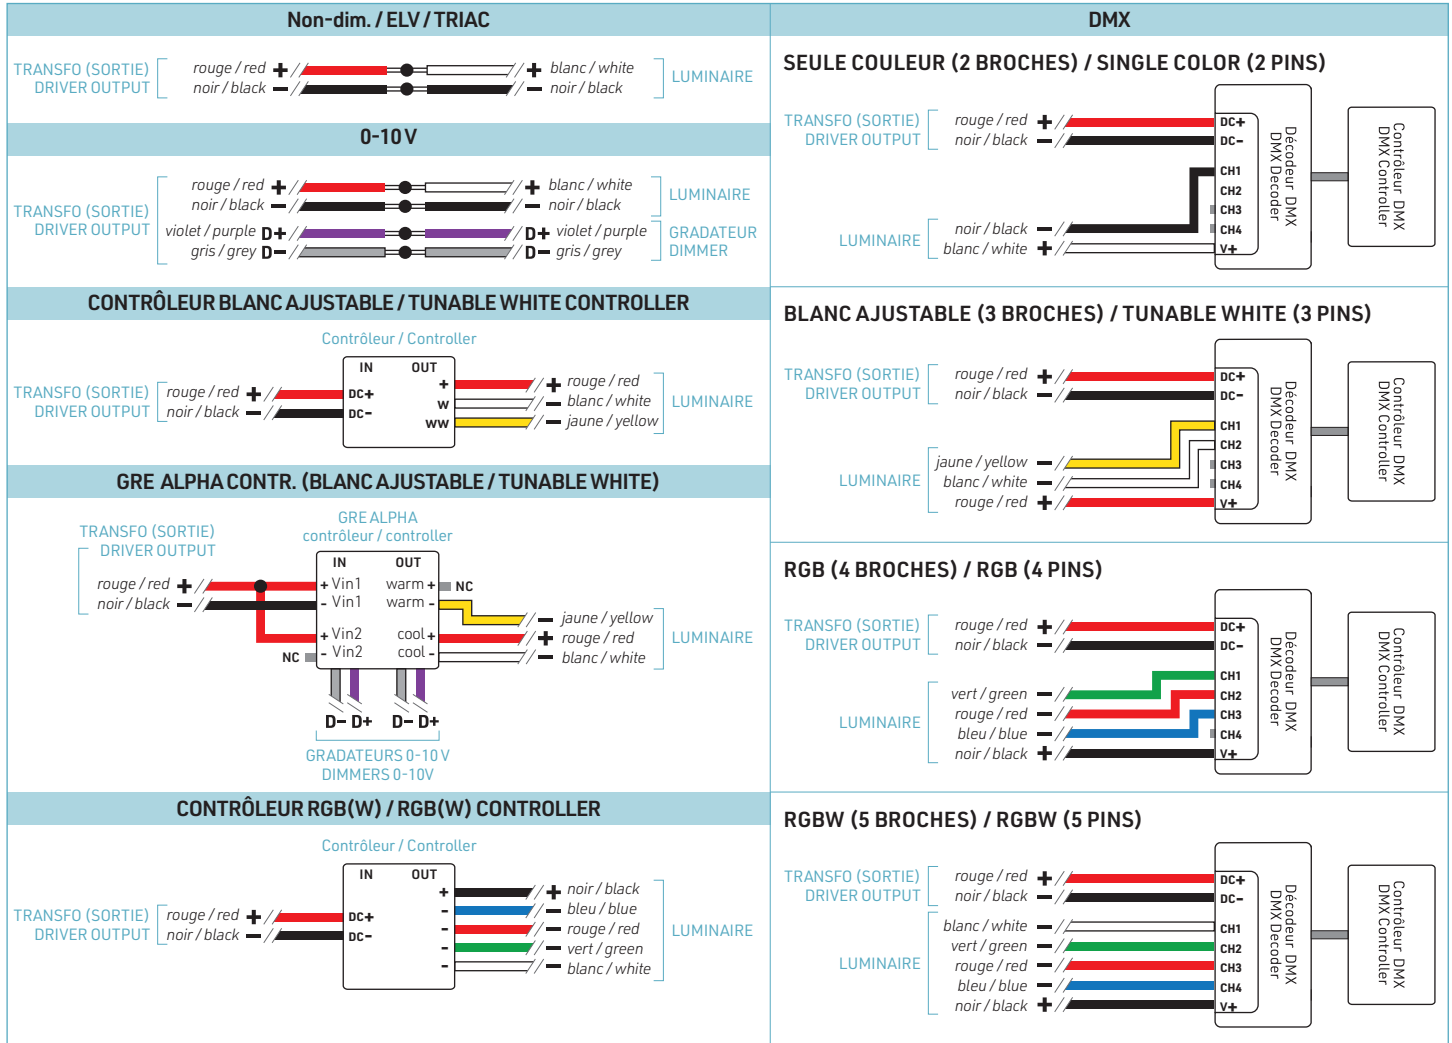 Non-dim. / ELV / TRIAC
TRANSFO (SORTIE)
DRIVER OUTPUT
rouge / red +
noir / black −
+ blanc / white
− noir / black
LUMINAIRE
0-10 V
TRANSFO (SORTIE)
DRIVER OUTPUT
rouge / red +
noir / black −
violet / purple D+
gris / grey D−
+ blanc / white
− noir / black
D+ violet / purple
D− gris / grey
LUMINAIRE
GRADATEUR
DIMMER
CONTRÔLEUR BLANC AJUSTABLE / TUNABLE WHITE CONTROLLER
Contrôleur / Controller
TRANSFO (SORTIE)
DRIVER OUTPUT
rouge / red +
noir / black −
IN
OUT
DC+
DC−
+
W
WW
+ rouge / red
− blanc / white
− jaune / yellow
LUMINAIRE
GRE ALPHA CONTR. (BLANC AJUSTABLE / TUNABLE WHITE)
TRANSFO (SORTIE)
DRIVER OUTPUT
GRE ALPHA
contrôleur / controller
rouge / red +
noir / black −
IN
OUT
+ Vin1
- Vin1
+ Vin2
- Vin2
NC
warm +
warm -
cool +
cool -
NC
− jaune / yellow
+ rouge / red
− blanc / white
LUMINAIRE
D− D+ D− D+
GRADATEURS 0-10 V
DIMMERS 0-10V
CONTRÔLEUR RGB(W) / RGB(W) CONTROLLER
Contrôleur / Controller
TRANSFO (SORTIE)
DRIVER OUTPUT
rouge / red +
noir / black −
IN
OUT
DC+
DC−
+
-
-
-
-
+ noir / black
− bleu / blue
− rouge / red
− vert / green
− blanc / white
LUMINAIRE
DMX
SEULE COULEUR (2 BROCHES) / SINGLE COLOR (2 PINS)
TRANSFO (SORTIE)
DRIVER OUTPUT
rouge / red +
noir / black −
LUMINAIRE
noir / black −
blanc / white +
DC+
DC−
CH1
CH2
CH3
CH4
V+
Décodeur DMX
DMX Decoder
Contrôleur DMX
DMX Controller
BLANC AJUSTABLE (3 BROCHES) / TUNABLE WHITE (3 PINS)
TRANSFO (SORTIE)
DRIVER OUTPUT
rouge / red +
noir / black −
LUMINAIRE
jaune / yellow −
blanc / white −
rouge / red +
DC+
DC−
CH1
CH2
CH3
CH4
V+
Décodeur DMX
DMX Decoder
Contrôleur DMX
DMX Controller
RGB (4 BROCHES) / RGB (4 PINS)
TRANSFO (SORTIE)
DRIVER OUTPUT
rouge / red +
noir / black −
LUMINAIRE
vert / green −
rouge / red −
bleu / blue −
noir / black +
DC+
DC−
CH1
CH2
CH3
CH4
V+
Décodeur DMX
DMX Decoder
Contrôleur DMX
DMX Controller
RGBW (5 BROCHES) / RGBW (5 PINS)
TRANSFO (SORTIE)
DRIVER OUTPUT
rouge / red +
noir / black −
LUMINAIRE
blanc / white −
vert / green −
rouge / red −
bleu / blue −
noir / black +
DC+
DC−
CH1
CH2
CH3
CH4
V+
Décodeur DMX
DMX Decoder
Contrôleur DMX
DMX Controller